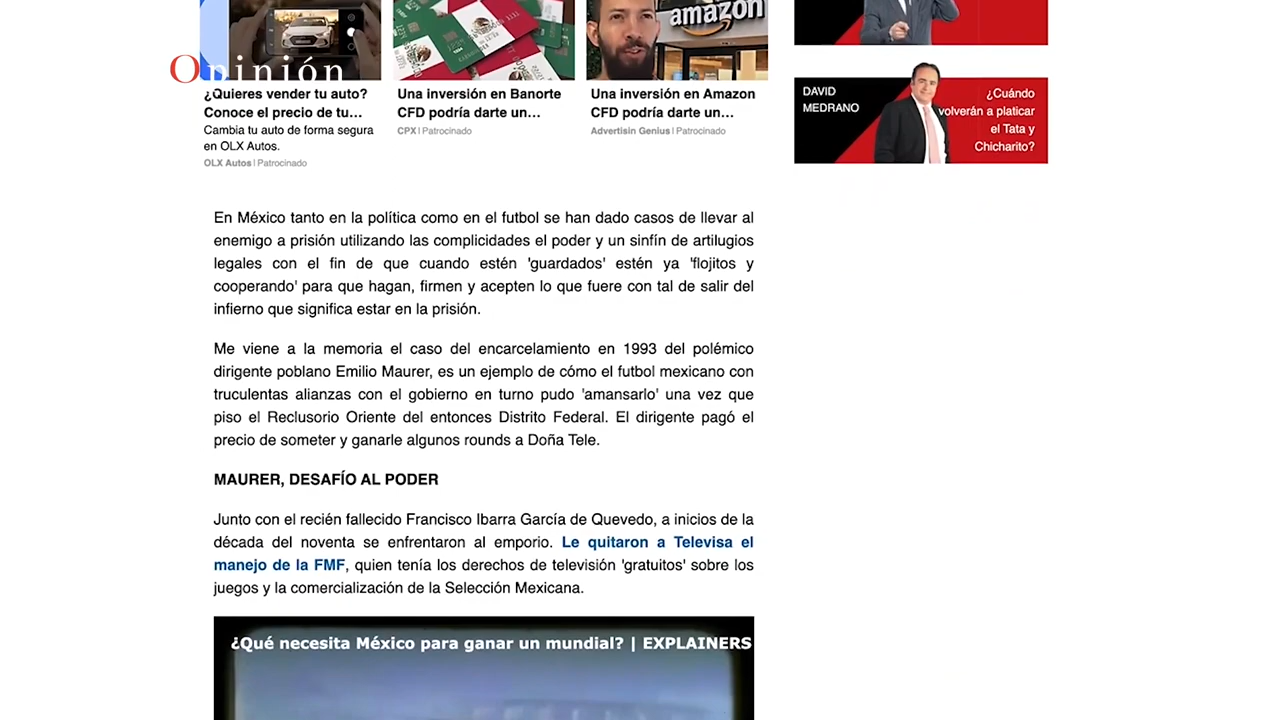 amazon
Opinión
¿Quieres vender tu auto?
Conoce el precio de tu...
Cambia tu auto de forma segura
en OLX Autos.
OLX Autos | Patrocinado
Una inversión en Banorte
CFD podría darte un...
CPX | Patrocinado
Una inversión en Amazon
CFD podría darte un...
Advertisin Genius | Patrocinado
DAVID
MEDRANO
¿Cuándo
volverán a platicar
el Tata y
Chicharito?
En México tanto en la política como en el futbol se han dado casos de llevar al
enemigo a prisión utilizando las complicidades el poder y un sinfín de artilugios
legales con el fin de que cuando estén 'guardados' estén ya 'flojitos y
cooperando' para que hagan, firmen y acepten lo que fuere con tal de salir del
infierno que significa estar en la prisión.
Me viene a la memoria el caso del encarcelamiento en 1993 del polémico
dirigente poblano Emilio Maurer, es un ejemplo de cómo el futbol mexicano con
truculentas alianzas con el gobierno en turno pudo 'amansarlo' una vez que
piso el Reclusorio Oriente del entonces Distrito Federal. El dirigente pagó el
precio de someter y ganarle algunos rounds a Doña Tele.
MAURER, DESAFÍO AL PODER
Junto con el recién fallecido Francisco Ibarra García de Quevedo, a inicios de la
década del noventa se enfrentaron al emporio. Le quitaron a Televisa el
manejo de la FMF, quien tenía los derechos de televisión 'gratuitos' sobre los
juegos y la comercialización de la Selección Mexicana.
¿Qué necesita México para ganar un mundial? | EXPLAINERS